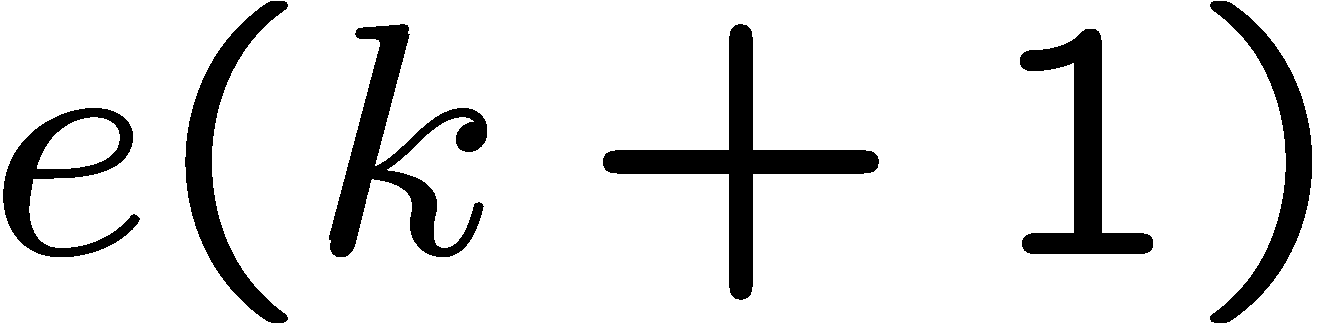 e(k + 1)